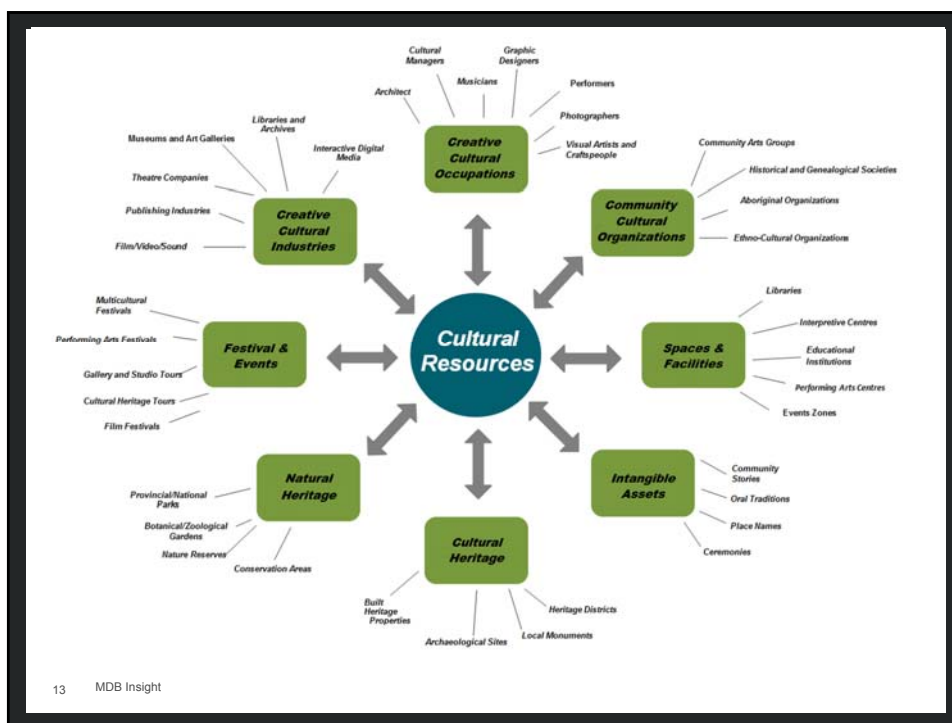 Cultural
Managers
Graphic
Designers
Musicians
Architect
Performers
Photographers
Visual Artists and
Craftspeople
Creative
Cultural
Occupations
Libraries and
Archives
Museums and Art Galleries
Interactive Digital
Media
Theatre Companies
Publishing Industries
Film/Video/Sound
Creative
Cultural
Industries
Community Arts Groups
Historical and Genealogical Societies
Aboriginal Organizations
Ethno-Cultural Organizations
Community
Cultural
Organizations
Multicultural
Festivals
Performing Arts Festivals
Gallery and Studio Tours
Cultural Heritage Tours
Film Festivals
Festival &
Events
Cultural
Resources
Spaces &
Facilities
Libraries
Interpretive Centres
Educational
Institutions
Performing Arts Centres
Events Zones
Natural
Heritage
Provincial/National
Parks
Botanical/Zoological
Gardens
Nature Reserves
Conservation Areas
Cultural
Heritage
Built
Heritage
Properties
Archaeological Sites
Local Monuments
Heritage Districts
Intangible
Assets
Community
Stories
Oral Traditions
Place Names
Ceremonies
13 MDB Insight